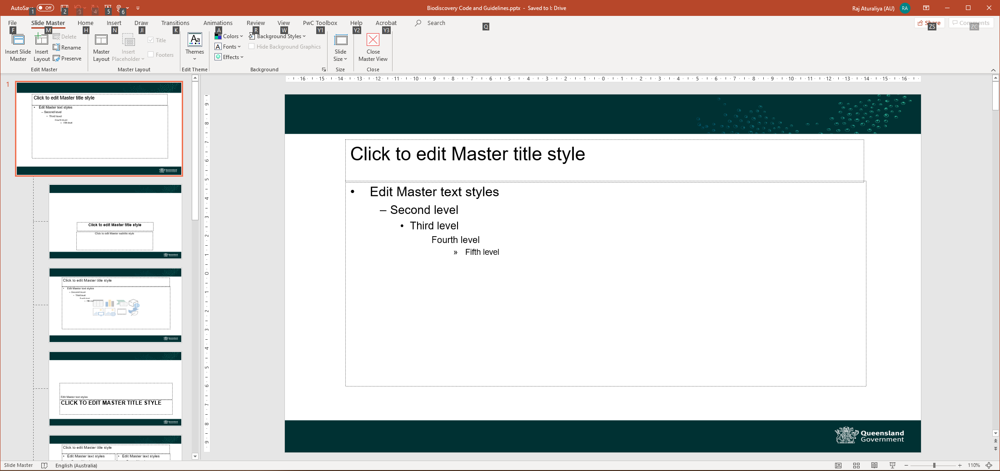 AutoSave Off
1 2 3 4 5 6
Biodiscovery Code and Guidelines.pptx - Saved to I: Drive
Raj Aturaliya (AU) RA
File Slide Master Home Insert Draw Transitions Animations Review View PwC Toolbox Help Acrobat Search
Share Comments
F M H N JI K A R W Y1 Y2 Y3 Q ZS ZC
Insert Slide Master
Insert Layout
Delete
Rename
Preserve
Edit Master
Master Layout
Insert Placeholder
Title
Footers
Master Layout
Aa
Themes
Edit Theme
Colors
A Fonts
Effects
Background Styles
Hide Background Graphics
Background
Slide Size
Size
Close Master View
Close
1
Click to edit Master title style
• Edit Master text styles
– Second level
• Third level
Fourth level
» Fifth level
Queensland
Government
Click to edit Master title style
Click to edit Master subtitle style
Queensland
Government
Click to edit Master title style
• Edit Master text styles
– Second level
• Third level
Fourth level
» Fifth level
Queensland
Government
Edit Master text styles
CLICK TO EDIT MASTER TITLE STYLE
Queensland
Government
Click to edit Master title style
• Edit Master text styles • Edit Master text styles
16 15 14 13 12 11 10 9 8 7 6 5 4 3 2 1 0 1 2 3 4 5 6 7 8 9 10 11 12 13 14 15 16
9 8 7 6 5 4 3 2 1 0 1 2 3 4 5 6 7 8 9
Click to edit Master title style
• Edit Master text styles
– Second level
• Third level
Fourth level
» Fifth level
Queensland
Government
Slide Master English (Australia) 110%